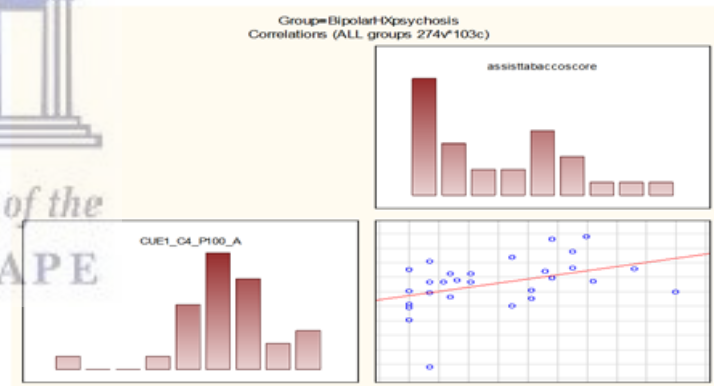 Group=BipolarHXpsychosis
Correlations (ALL groups 274v*103c)
assisttabaccoscore
of the
CUE1_C4_P100_A
APE